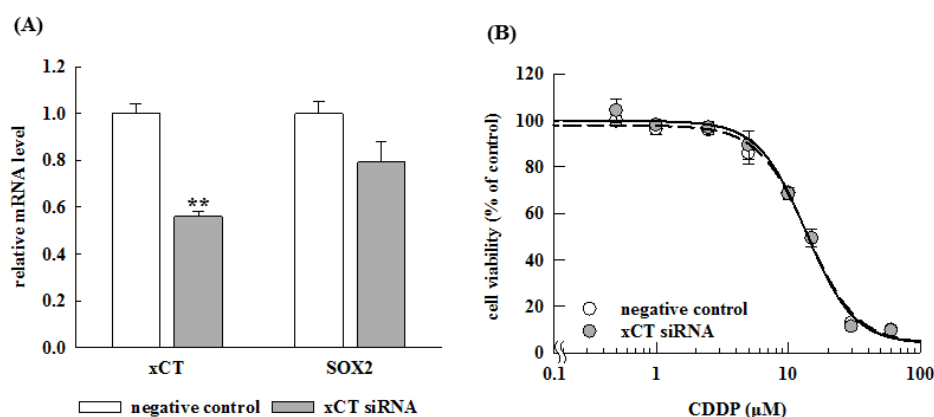 (A)
relative mRNA level
1.2
1.0
0.8
0.6
0.4
0.2
0.0
**
xCT
SOX2
negative control
xCT siRNA
(B)
cell viability (% of control)
120
100
80
60
40
20
0
negative control
xCT siRNA
0.1
1
10
100
CDDP (µM)